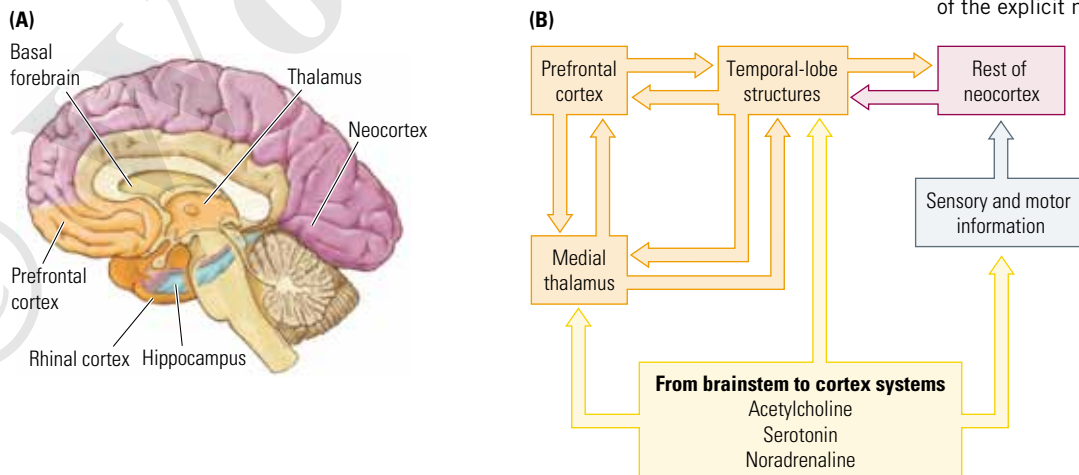 of the explicit
(A)
Basal
forebrain
Thalamus
Neocortex
Prefrontal
cortex
Rhinal cortex
Hippocampus
(B)
Prefrontal
cortex
Temporal-lobe
structures
Rest of
neocortex
Sensory and motor
information
Medial
thalamus
From brainstem to cortex systems
Acetylcholine
Serotonin
Noradrenaline